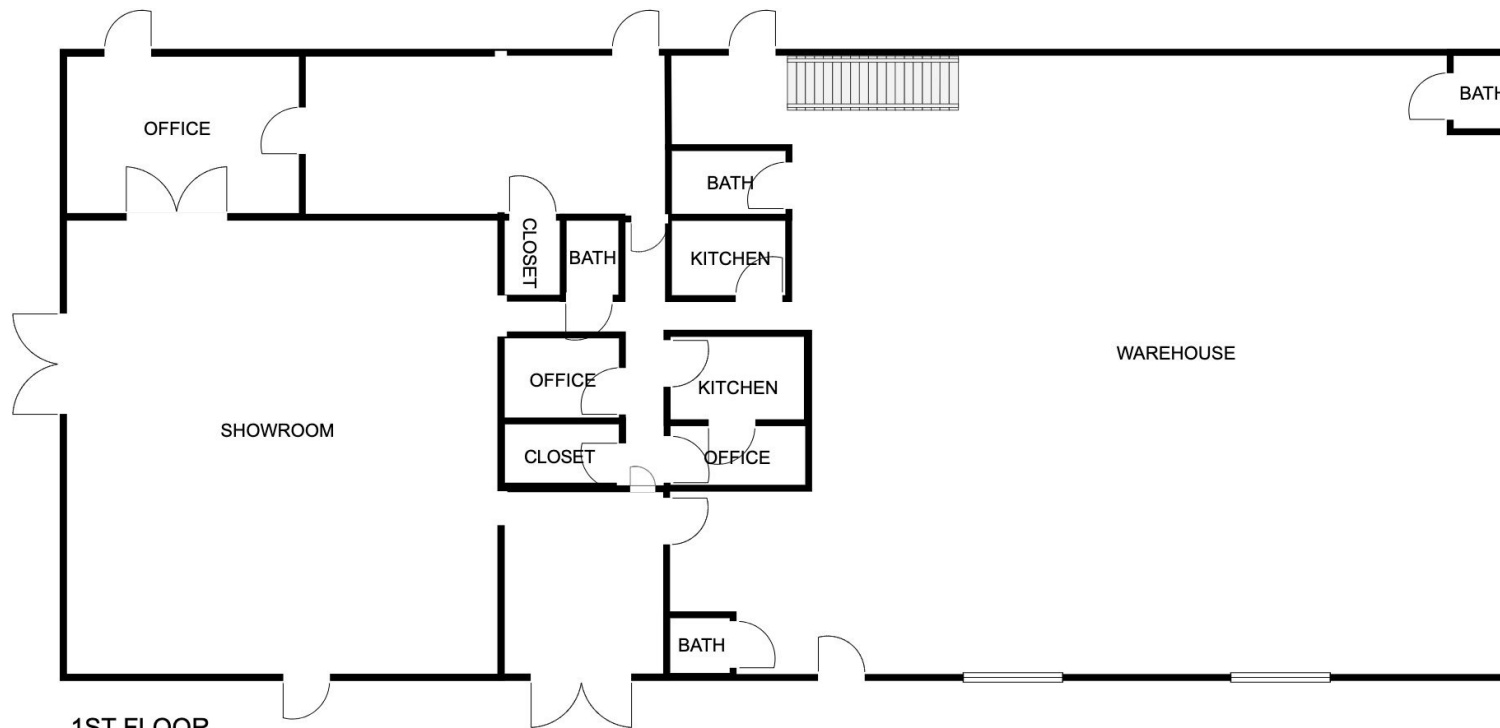 OFFICE
BATH
BATH
CLOSET
BATH
KITCHEN
WAREHOUSE
OFFICE
KITCHEN
SHOWROOM
CLOSET
OFFICE
BATH
1ST FLOOR